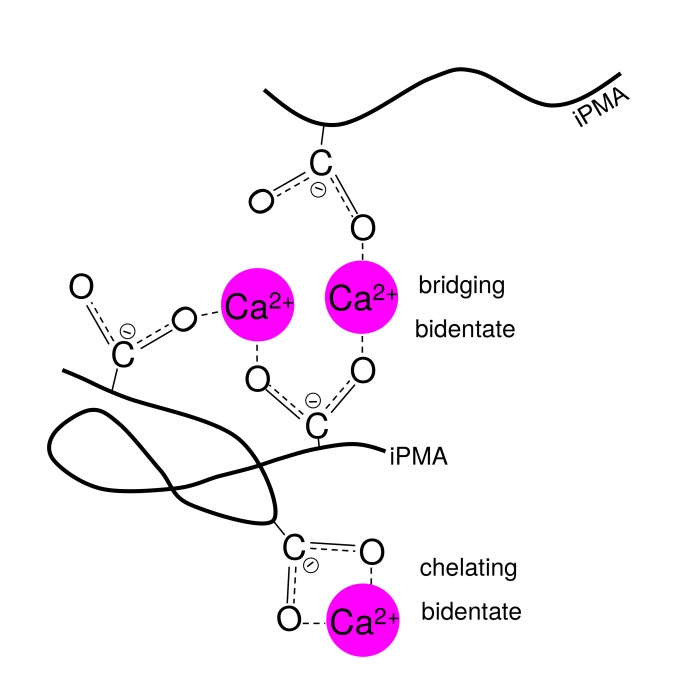 iPMA
C
O
⊖
O
O
Ca²⁺
Ca²⁺
bridging
O
⊖
bidentate
C
O
O
⊖
C
iPMA
C
O
⊖
chelating
O
Ca²⁺
bidentate